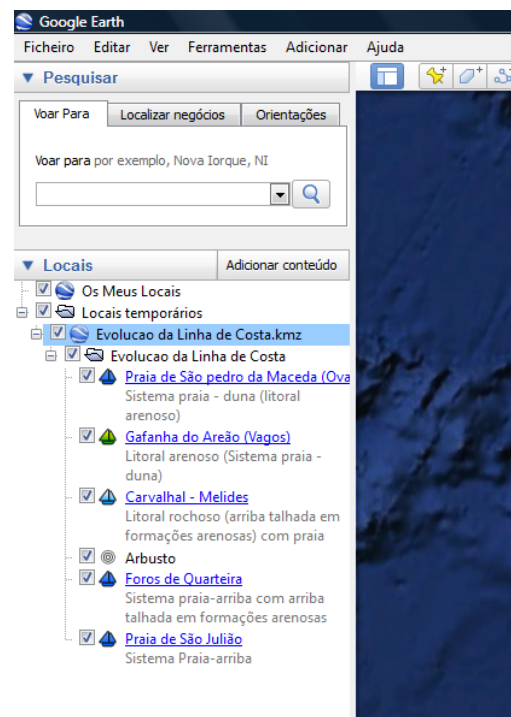 Google Earth
Ficheiro Editar Ver Ferramentas Adicionar Ajuda
Pesquisar
Voar Para Localizar negócios Orientações
Voar para por exemplo, Nova Iorque, NI
Locais Adicionar conteúdo
Os Meus Locais
Locais temporários
Evolucao da Linha de Costa.kmz
Evolucao da Linha de Costa
Praia de São pedro da Maceda (Ova
Sistema praia - duna (litoral
arenoso)
Gafanha do Areão (Vagos)
Litoral arenoso (Sistema praia -
duna)
Carvalhal - Melides
Litoral rochoso (arriba talhada em
formações arenosas) com praia
Arbusto
Foros de Quarteira
Sistema praia-arriba com arriba
talhada em formações arenosas
Praia de São Julião
Sistema Praia-arriba